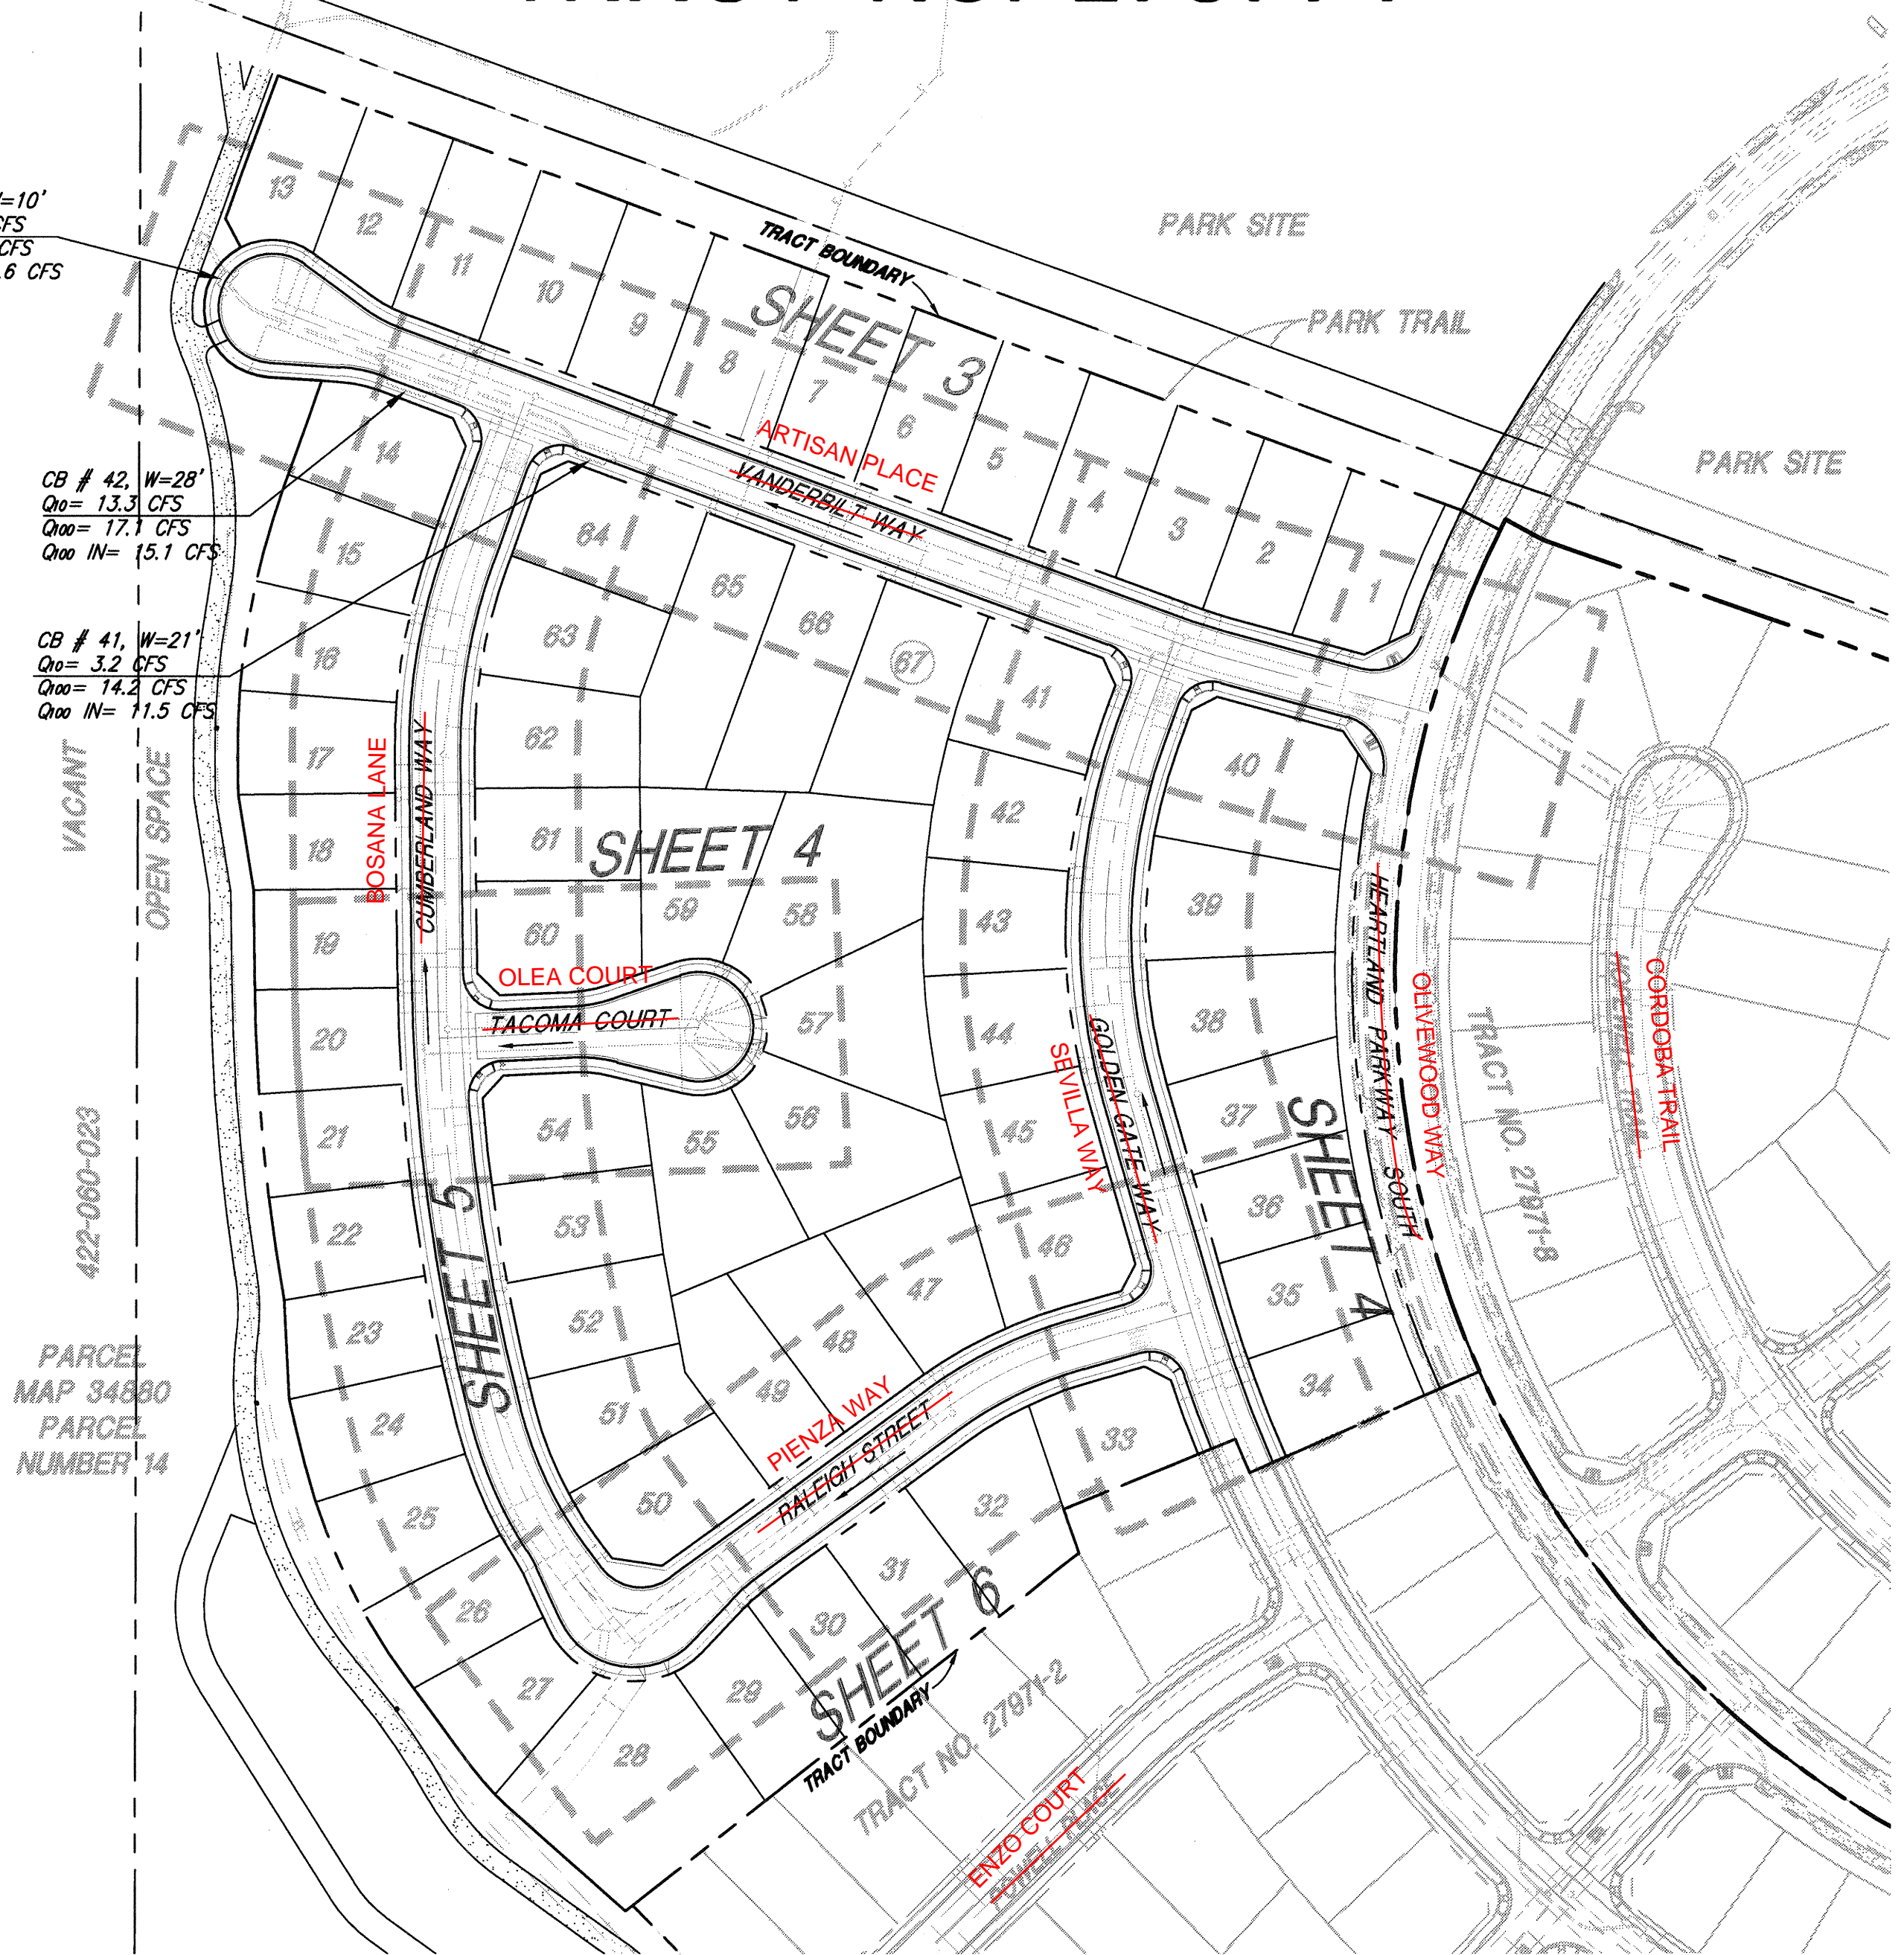 W=10'
CFS
CFS
.6 CFS
CB # 42, W=28'
Q10= 13.3 CFS
Q100= 17.1 CFS
Q100 IN= 15.1 CFS
CB # 41, W=21'
Q10= 3.2 CFS
Q100= 14.2 CFS
Q100 IN= 11.5 CFS
VACANT
OPEN SPACE
422-060-023
PARCEL
MAP 34880
PARCEL
NUMBER 14
TRACT BOUNDARY
PARK SITE
PARK TRAIL
PARK SITE
SHEET 3
13
12
11
10
9
8
7
6
5
4
3
2
1
ARTISAN PLACE
VANDERBILT WAY
14
15
16
17
18
19
20
21
22
23
24
25
26
27
28
29
30
31
32
33
34
35
36
37
38
39
40
41
42
43
44
45
46
47
48
49
50
51
52
53
54
55
56
57
58
59
60
61
62
63
64
65
66
67
BOSANA LANE
CUMBERLAND WAY
SHEET 4
OLEA COURT
TACOMA COURT
SEVILLA WAY
GOLDEN GATE WAY
SHEET 4
HEARTLAND PARKWAY SOUTH
OLIVEWOOD WAY
TRACT NO. 27971-8
CORDOBA TRAIL
SHEET 5
PIENZA WAY
RALEIGH STREET
SHEET 6
TRACT BOUNDARY
TRACT NO. 27971-2
ENZO COURT
POWELL PLACE